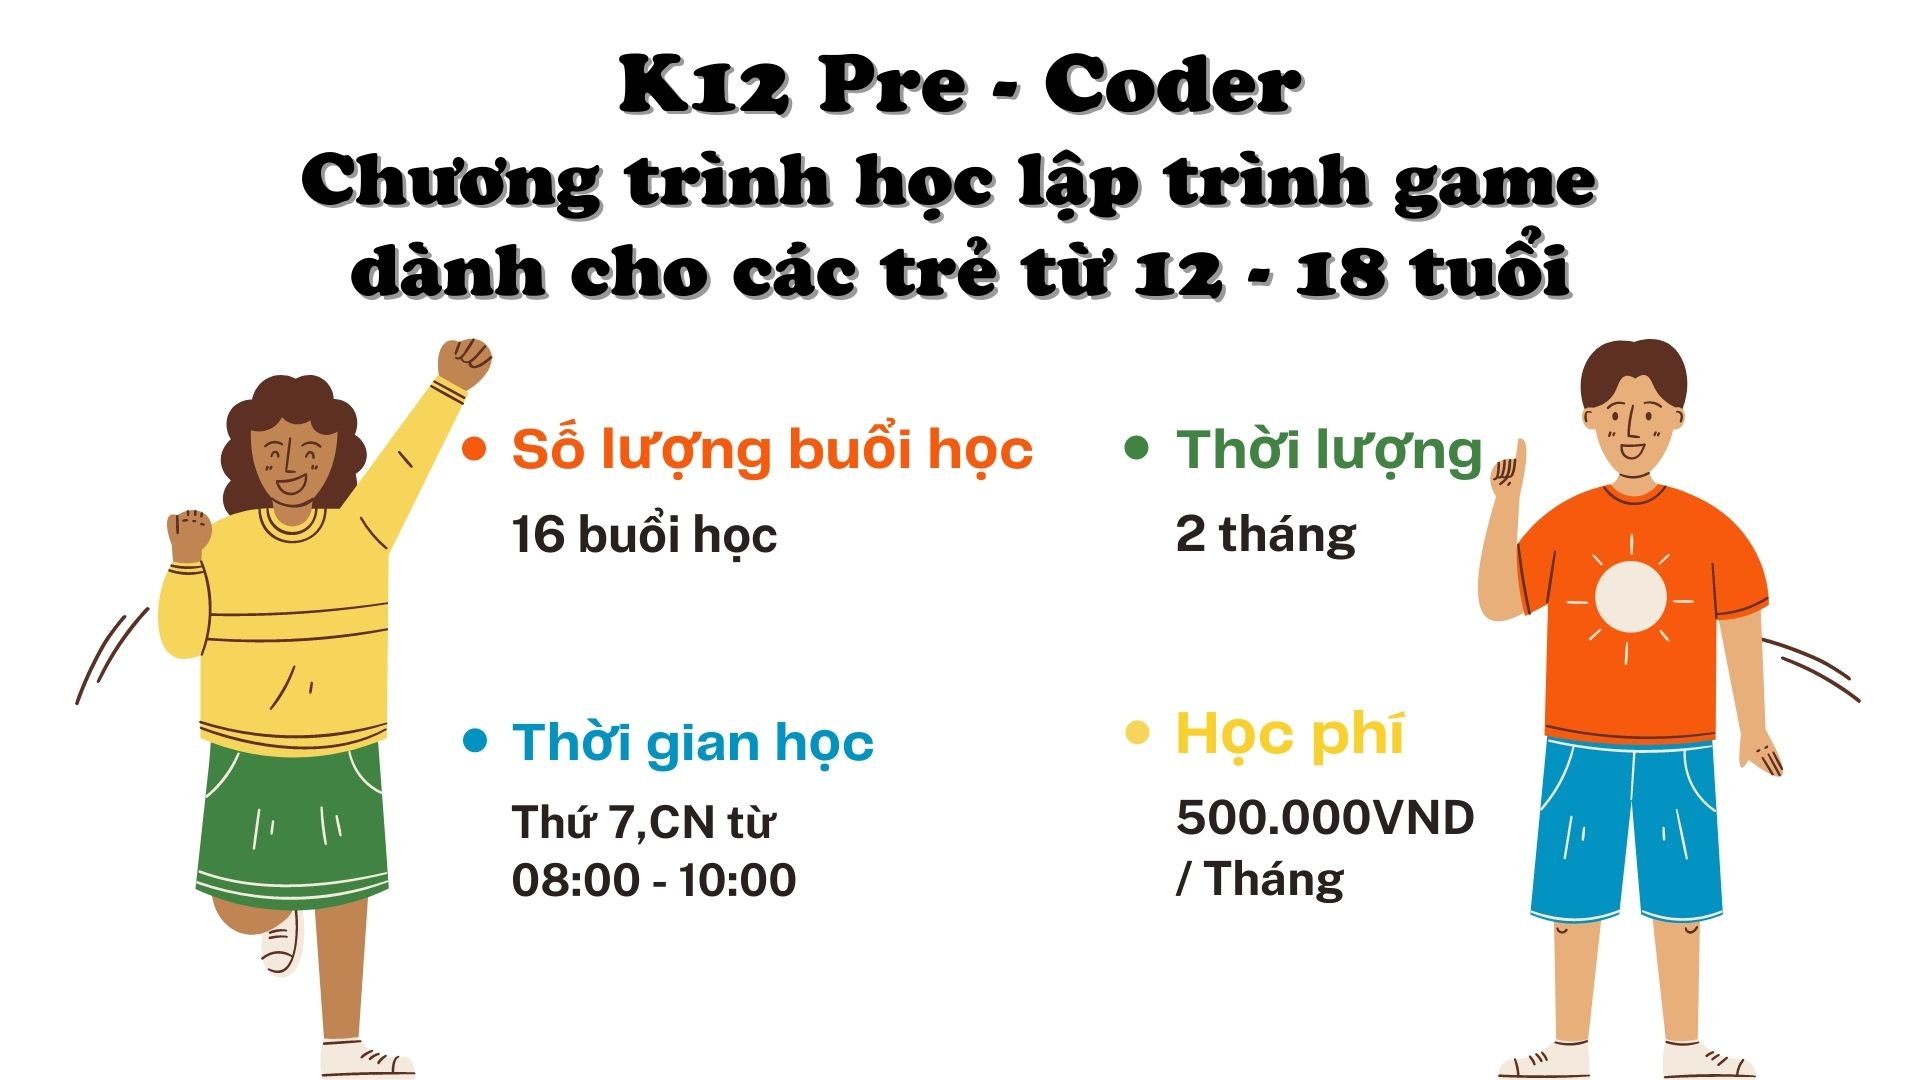 K12 Pre - Coder
Chương trình học lập trình game
dành cho các trẻ từ 12 - 18 tuổi
Số lượng buổi học
16 buổi học
Thời lượng
2 tháng
Thời gian học
Thứ 7,CN từ
08:00 - 10:00
Học phí
500.000VND
/ Tháng